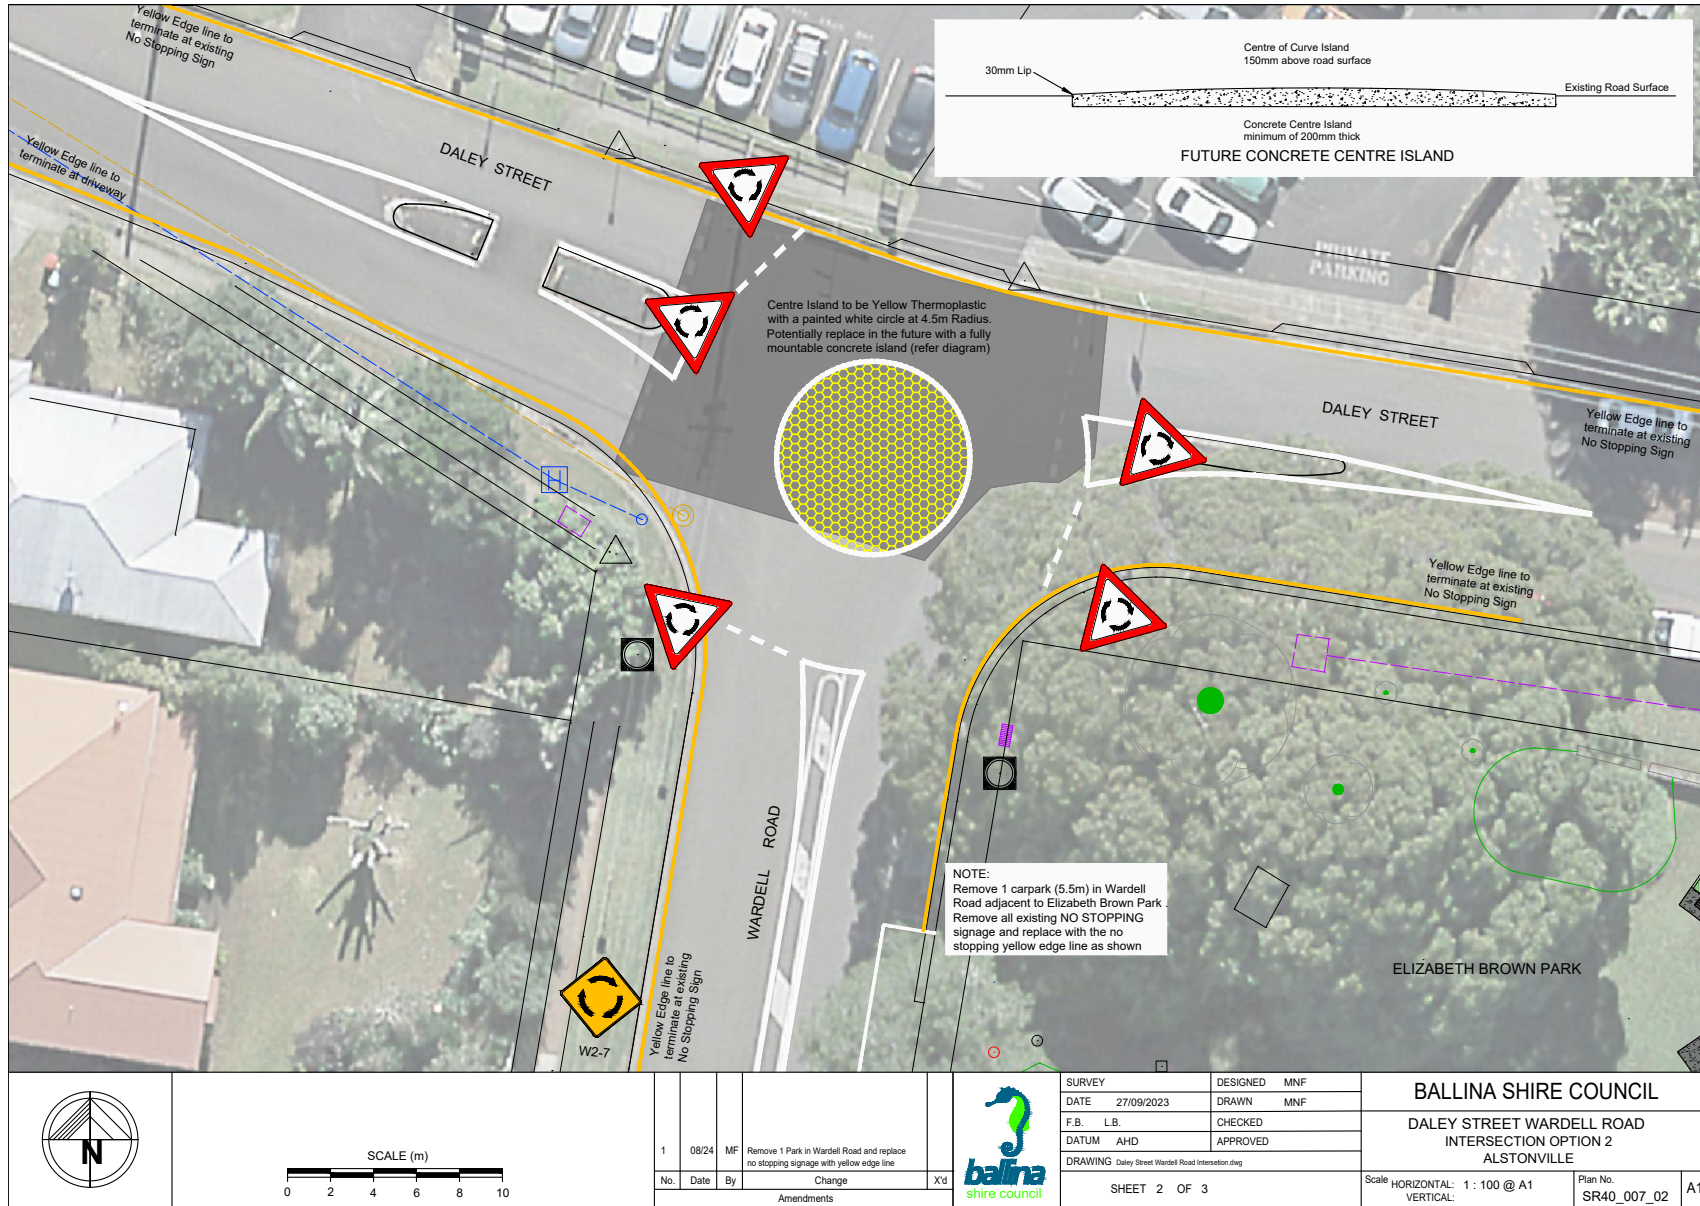 Yellow Edge line to
terminate at existing
No Stopping Sign
Yellow Edge line to
terminate at driveway
DALEY STREET
Centre of Curve Island
150mm above road surface
30mm Lip
Existing Road Surface
Concrete Centre Island
minimum of 200mm thick
FUTURE CONCRETE CENTRE ISLAND
PRIVATE
PARKING
Centre Island to be Yellow Thermoplastic
with a painted white circle at 4.5m Radius.
Potentially replace in the future with a fully
mountable concrete island (refer diagram)
DALEY STREET
Yellow Edge line to
terminate at existing
No Stopping Sign
H
Yellow Edge line to
terminate at existing
No Stopping Sign
WARDELL ROAD
NOTE:
Remove 1 carpark (5.5m) in Wardell
Road adjacent to Elizabeth Brown Park .
Remove all existing NO STOPPING
signage and replace with the no
stopping yellow edge line as shown
ELIZABETH BROWN PARK
Yellow Edge line to
terminate at existing
No Stopping Sign
W2-7
N
SCALE (m)
0 2 4 6 8 10
1 08/24 MF Remove 1 Park in Wardell Road and replace
no stopping signage with yellow edge line
No. Date By Change X'd
Amendments
ballina
shire council
SURVEY DESIGNED MNF
DATE 27/09/2023 DRAWN MNF
F.B. L.B. CHECKED
DATUM AHD APPROVED
DRAWING Daley Street Wardell Road Intersetion.dwg
SHEET 2 OF 3
BALLINA SHIRE COUNCIL
DALEY STREET WARDELL ROAD
INTERSECTION OPTION 2
ALSTONVILLE
Scale HORIZONTAL: 1 : 100 @ A1
VERTICAL:
Plan No.
SR40_007_02
A1